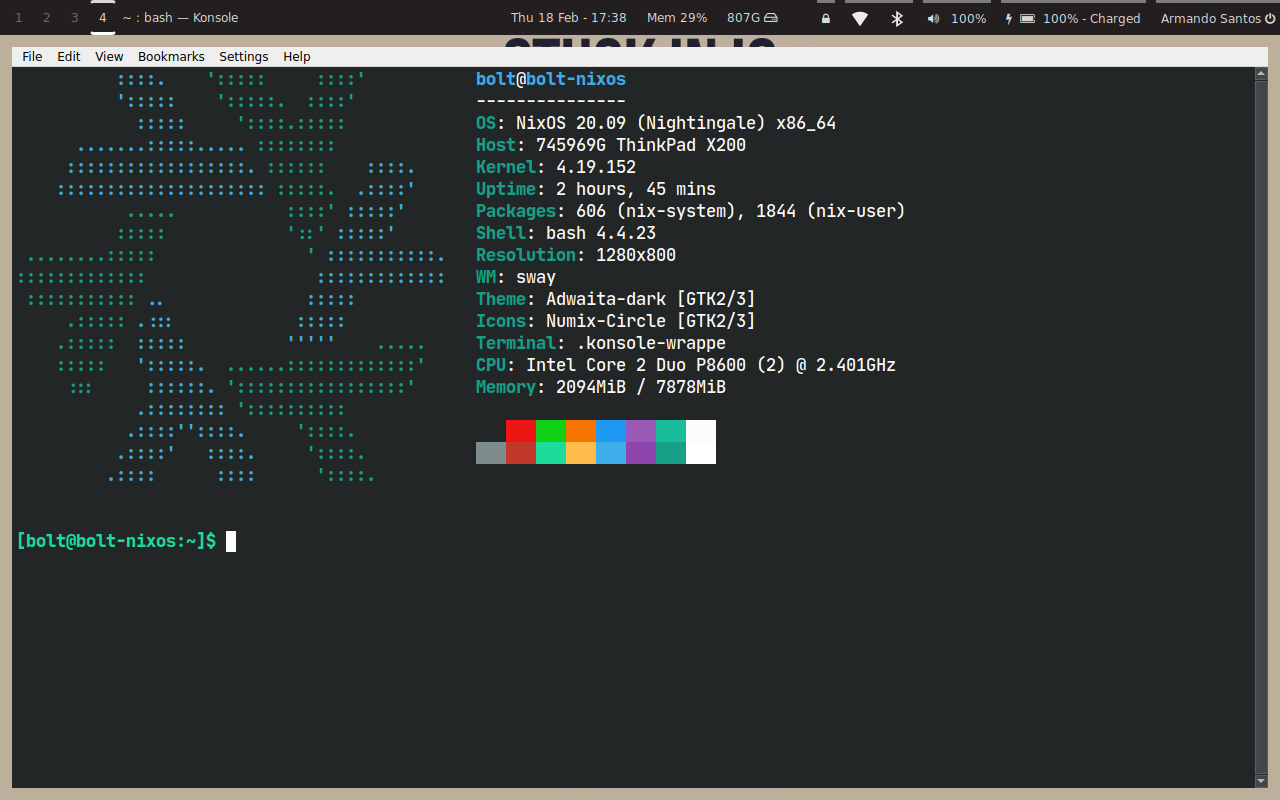 1 2 3 4 ~ : bash — Konsole Thu 18 Feb - 17:38 Mem 29% 807G 100% 100% - Charged Armando Santos
File Edit View Bookmarks Settings Help
bolt@bolt-nixos
---------------
OS: NixOS 20.09 (Nightingale) x86_64
Host: 745969G ThinkPad X200
Kernel: 4.19.152
Uptime: 2 hours, 45 mins
Packages: 606 (nix-system), 1844 (nix-user)
Shell: bash 4.4.23
Resolution: 1280x800
WM: sway
Theme: Adwaita-dark [GTK2/3]
Icons: Numix-Circle [GTK2/3]
Terminal: .konsole-wrappe
CPU: Intel Core 2 Duo P8600 (2) @ 2.401GHz
Memory: 2094MiB / 7878MiB
[bolt@bolt-nixos:~]$